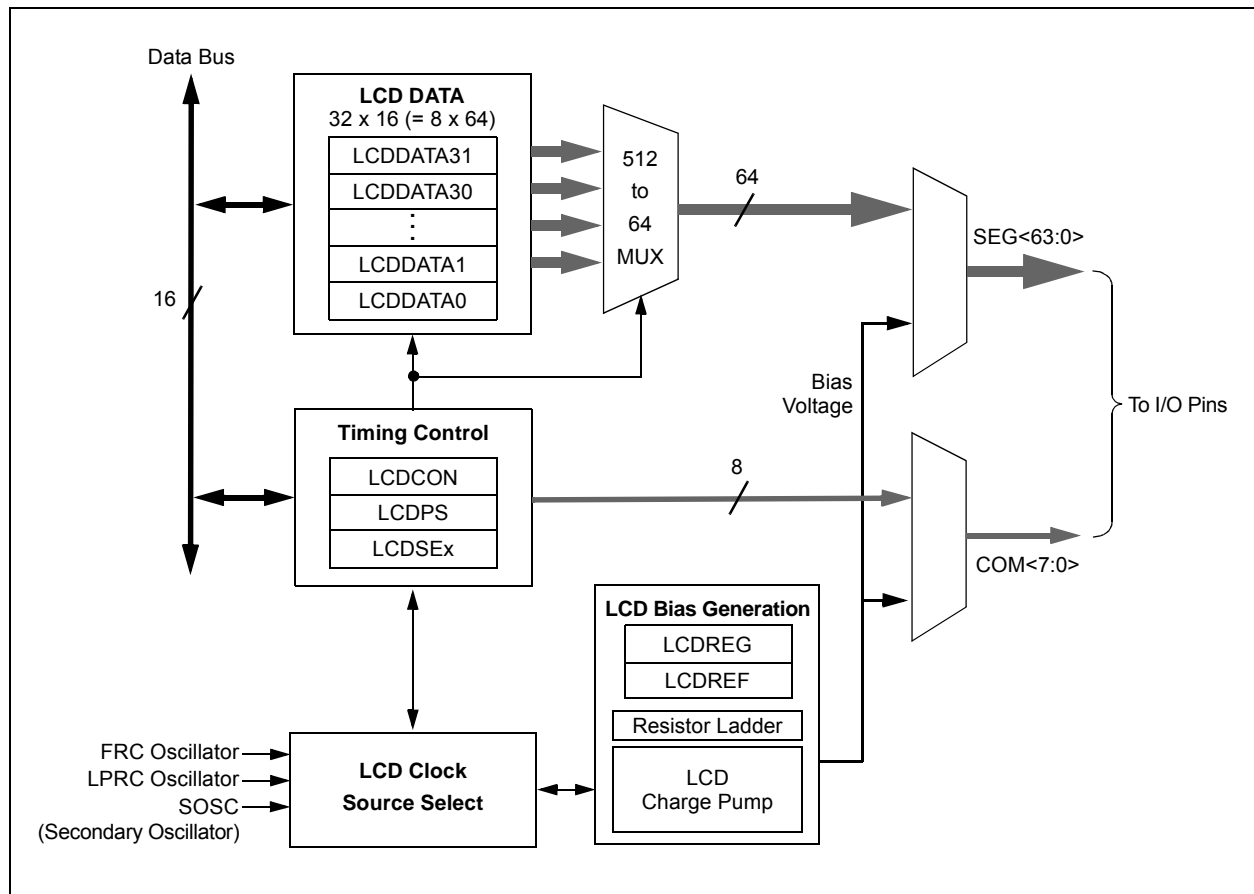 Data Bus
16
LCD DATA
32 x 16 (= 8 x 64)
LCDDATA31
LCDDATA30
⋮
LCDDATA1
LCDDATA0
512
to
64
MUX
64
SEG<63:0>
Bias
Voltage
To I/O Pins
Timing Control
LCDCON
LCDPS
LCDSEx
8
COM<7:0>
LCD Bias Generation
LCDREG
LCDREF
Resistor Ladder
LCD
Charge Pump
FRC Oscillator
LPRC Oscillator
SOSC
(Secondary Oscillator)
LCD Clock
Source Select